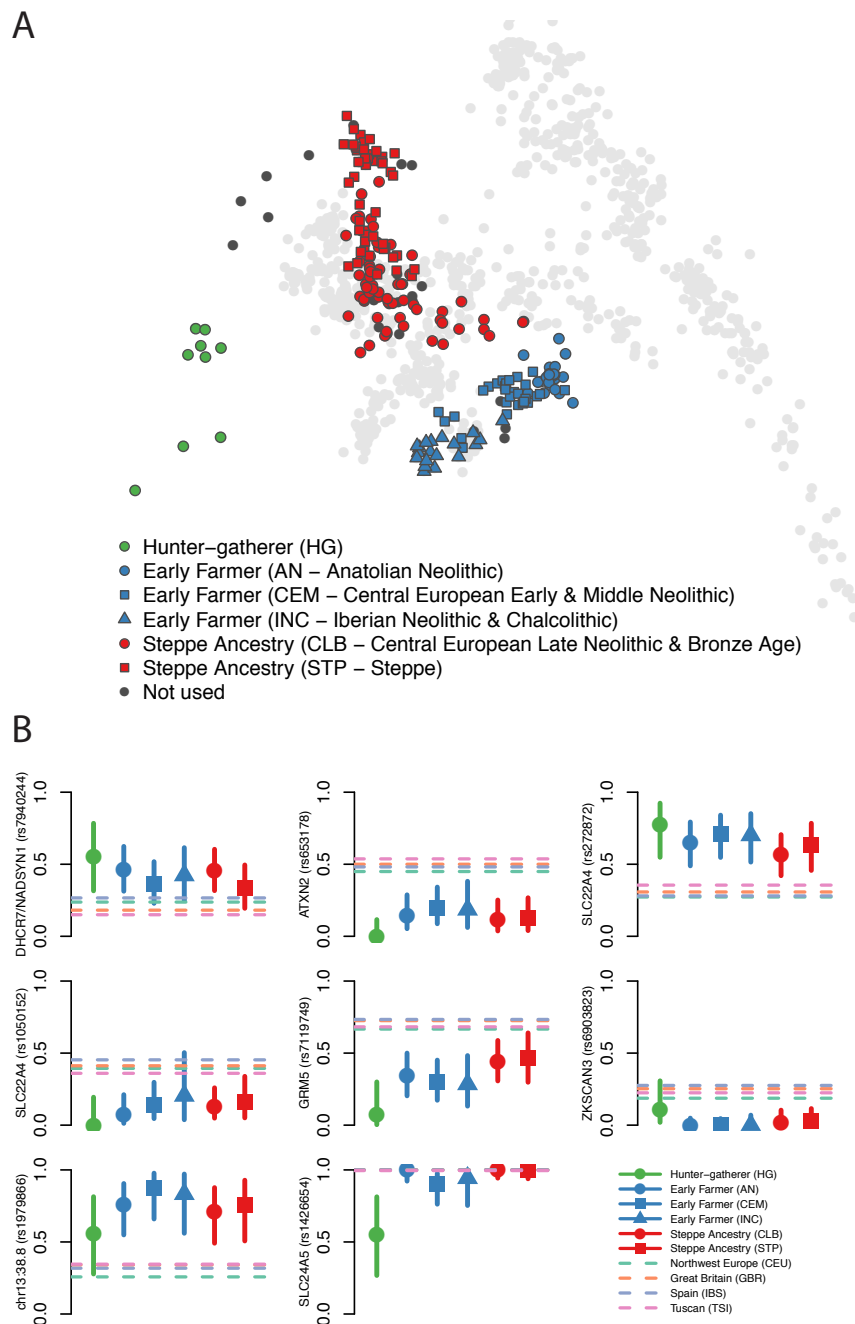 A
Hunter−gatherer (HG)
Early Farmer (AN − Anatolian Neolithic)
Early Farmer (CEM − Central European Early & Middle Neolithic)
Early Farmer (INC − Iberian Neolithic & Chalcolithic)
Steppe Ancestry (CLB − Central European Late Neolithic & Bronze Age)
Steppe Ancestry (STP − Steppe)
Not used
B
DHCR7/NADSYN1 (rs7940244)
0.0 0.5 1.0
ATXN2 (rs653178)
0.0 0.5 1.0
SLC22A4 (rs272872)
0.0 0.5 1.0
SLC22A4 (rs1050152)
0.0 0.5 1.0
GRM5 (rs7119749)
0.0 0.5 1.0
ZKSCAN3 (rs6903823)
0.0 0.5 1.0
chr13:38.8 (rs1979866)
0.0 0.5 1.0
SLC24A5 (rs1426654)
0.0 0.5 1.0
Hunter−gatherer (HG)
Early Farmer (AN)
Early Farmer (CEM)
Early Farmer (INC)
Steppe Ancestry (CLB)
Steppe Ancestry (STP)
Northwest Europe (CEU)
Great Britain (GBR)
Spain (IBS)
Tuscan (TSI)